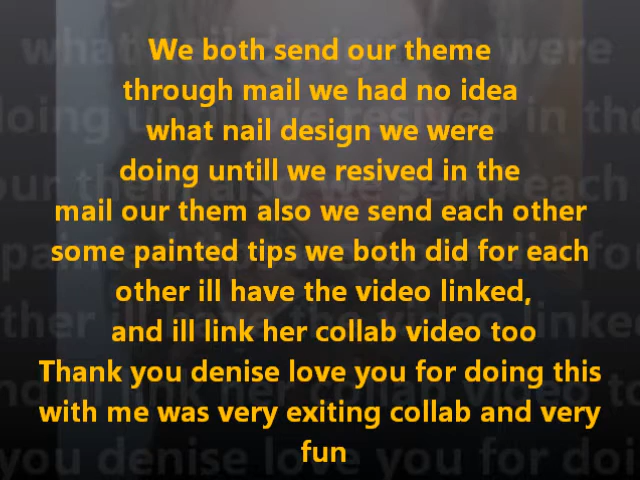 We both send our theme
through mail we had no idea
what nail design we were
doing untill we resived in the
mail our them also we send each other
some painted tips we both did for each
other ill have the video linked,
and ill link her collab video too
Thank you denise love you for doing this
with me was very exiting collab and very
fun